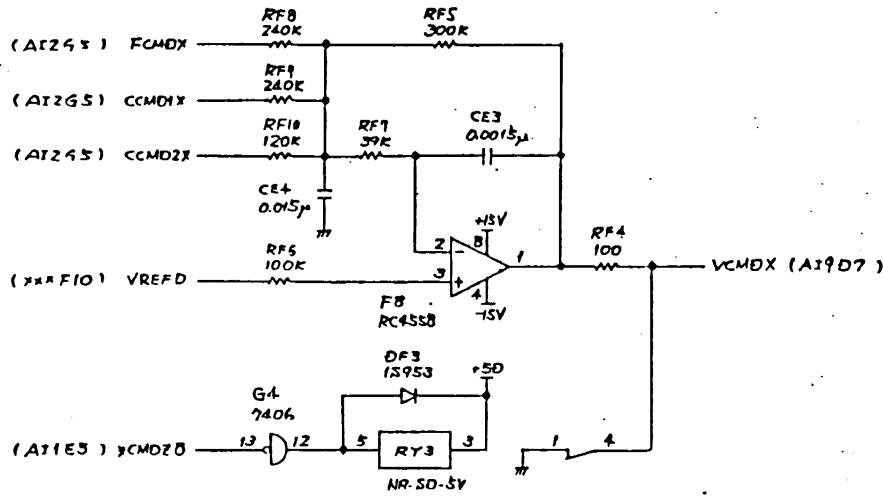 RF8
240K
RF5
300K
(AI2G5) FCMDX
RF9
240K
(AI2G5) CCMD1X
RF10
120K
RF7
39K
CE3
0.0015μ
(AI2G5) CCMD2X
CE4
0.015μ
+15V
2
-
8
1
RF4
100
VCMDX (AI9D7)
RF6
100K
(***F10) VREFD
3
+
4
-15V
F8
RC4558
DF3
1S953
+5D
G4
7406
(AI1E5) *CMDZB
13
12
5
RY3
3
1
4
NR-SD-5V